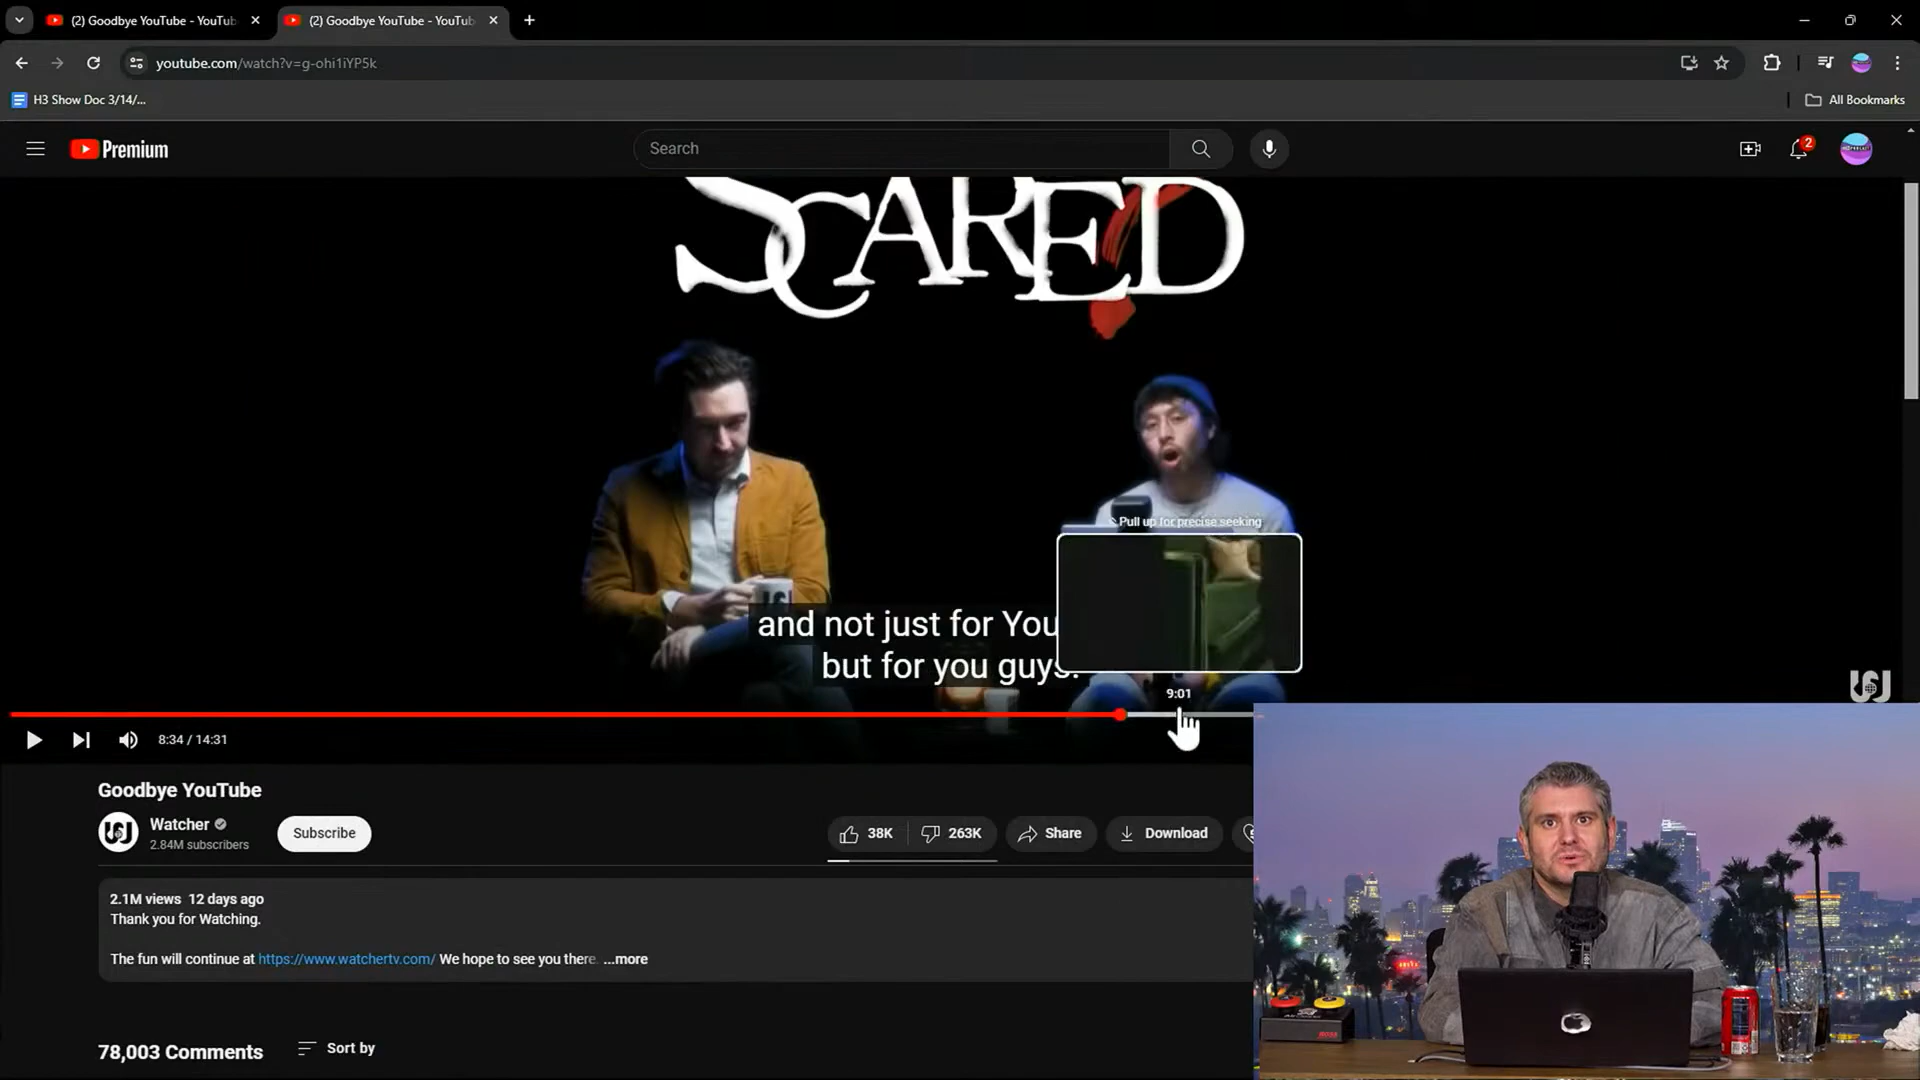 (2) Goodbye YouTube - YouTub
(2) Goodbye YouTube - YouTub
youtube.com/watch?v=g-ohi1iYP5k
H3 Show Doc 3/14/...
All Bookmarks
Premium
Search
2
SCARED
Pull up for precise seeking
and not just for You
but for you guys.
9:01
8:34 / 14:31
Goodbye YouTube
Watcher
2.84M subscribers
Subscribe
38K
263K
Share
Download
2.1M views 12 days ago
Thank you for Watching.
The fun will continue at https://www.watchertv.com/ We hope to see you there. ...more
78,003 Comments
Sort by